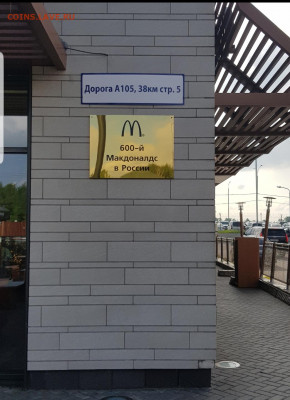 Дорога А105, 38км стр. 5
600-й
Макдоналдс
в России